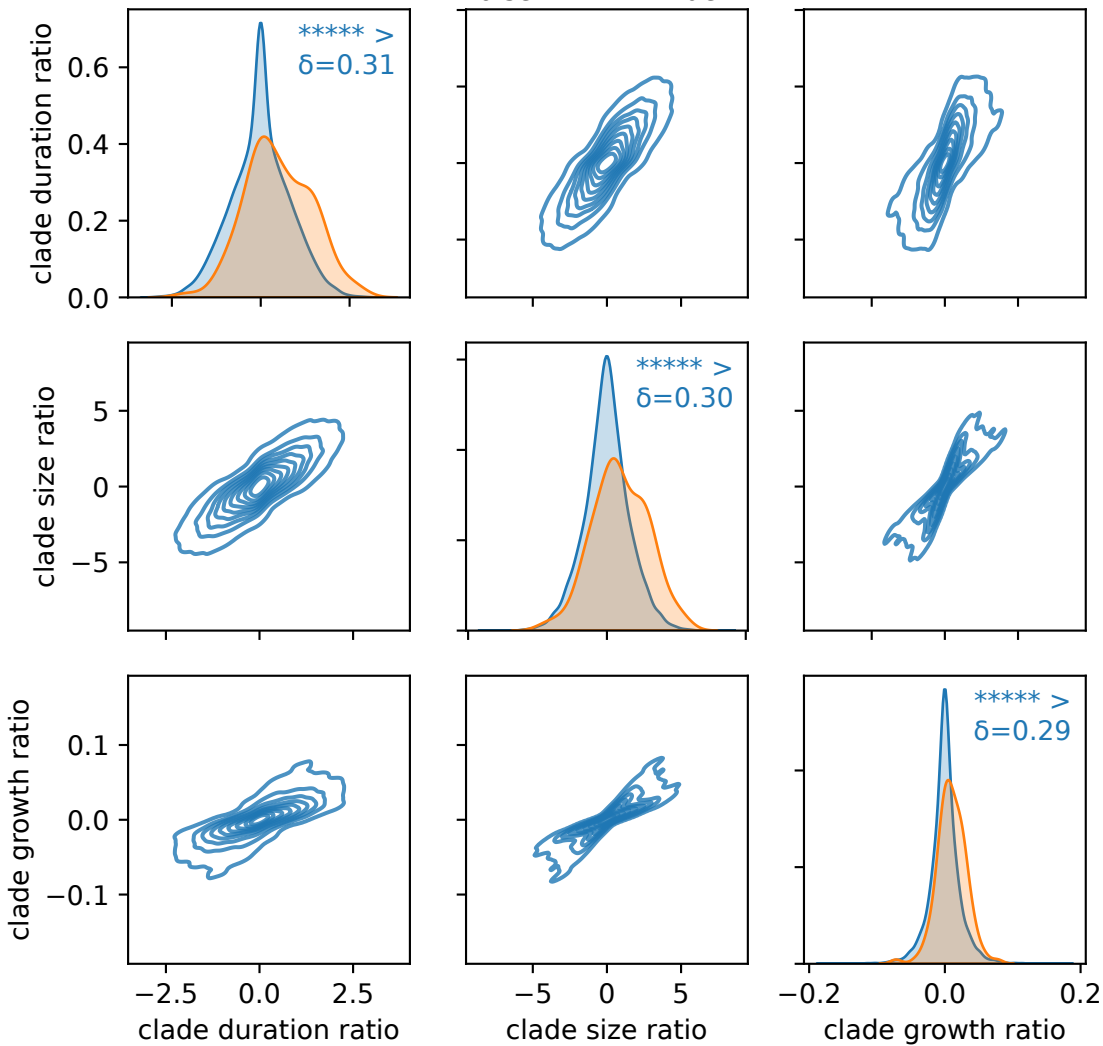 clade duration ratio
0.6
0.4
0.2
0.0
***** >
δ=0.31
clade size ratio
5
0
−5
***** >
δ=0.30
clade growth ratio
0.1
0.0
−0.1
***** >
δ=0.29
−2.5
0.0
2.5
−5
0
5
−0.2
0.0
0.2
clade duration ratio
clade size ratio
clade growth ratio